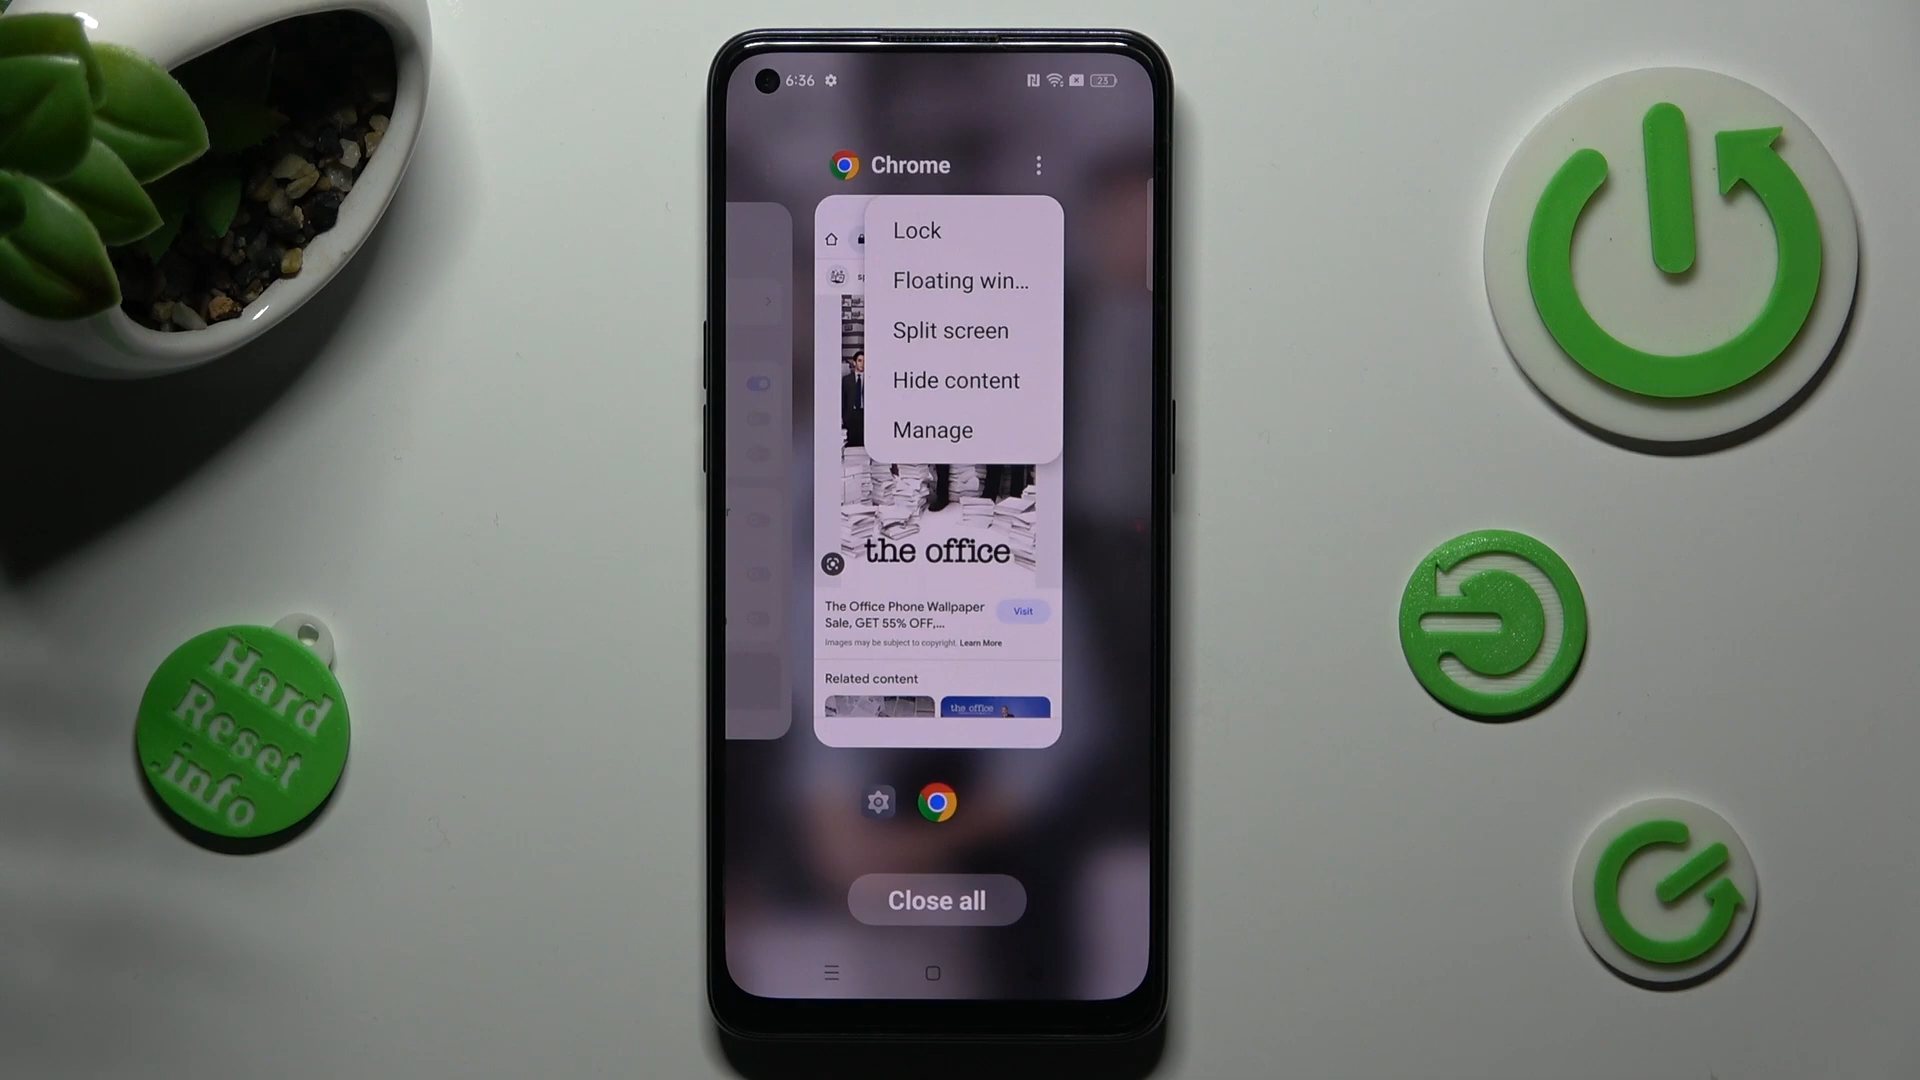 6:36
23
Chrome
Lock
Floating win...
Split screen
Hide content
Manage
the office
The Office Phone Wallpaper
Sale, GET 55% OFF,...
Visit
Images may be subject to copyright. Learn More
Related content
the office
Close all
Hard
Reset
.info